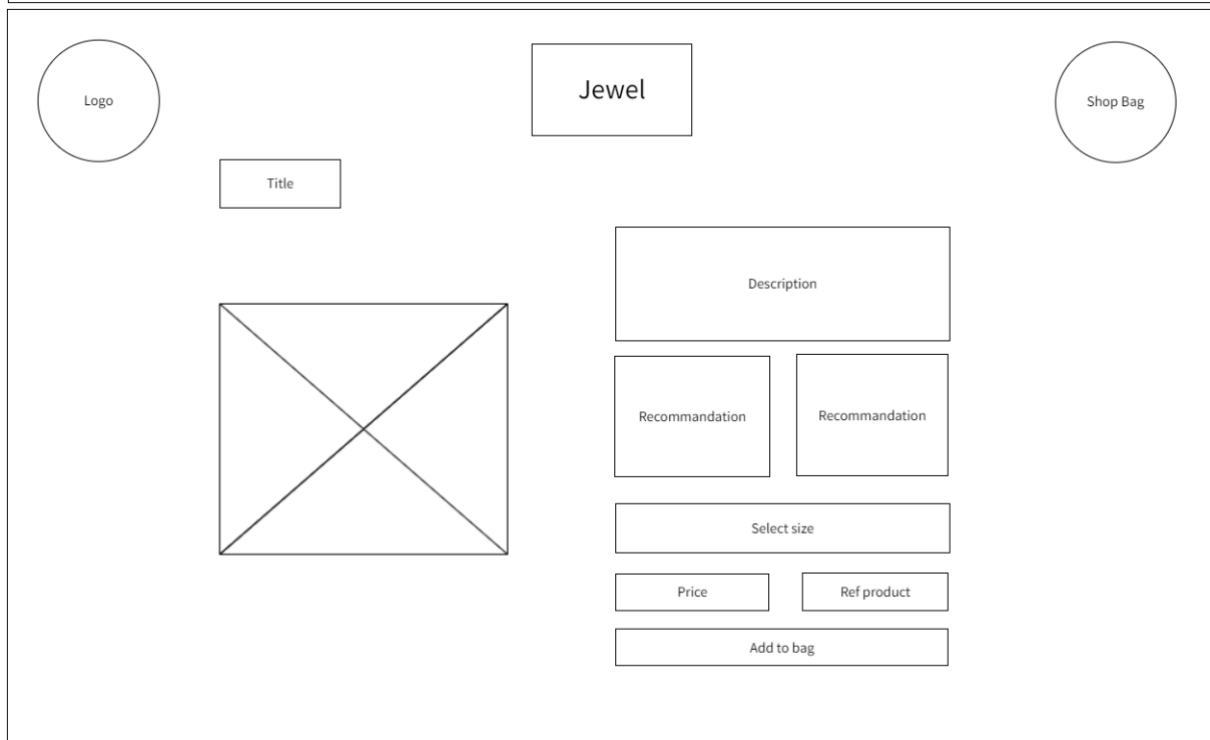 Logo
Jewel
Shop Bag
Title
Description
Recommandation
Recommandation
Select size
Price
Ref product
Add to bag